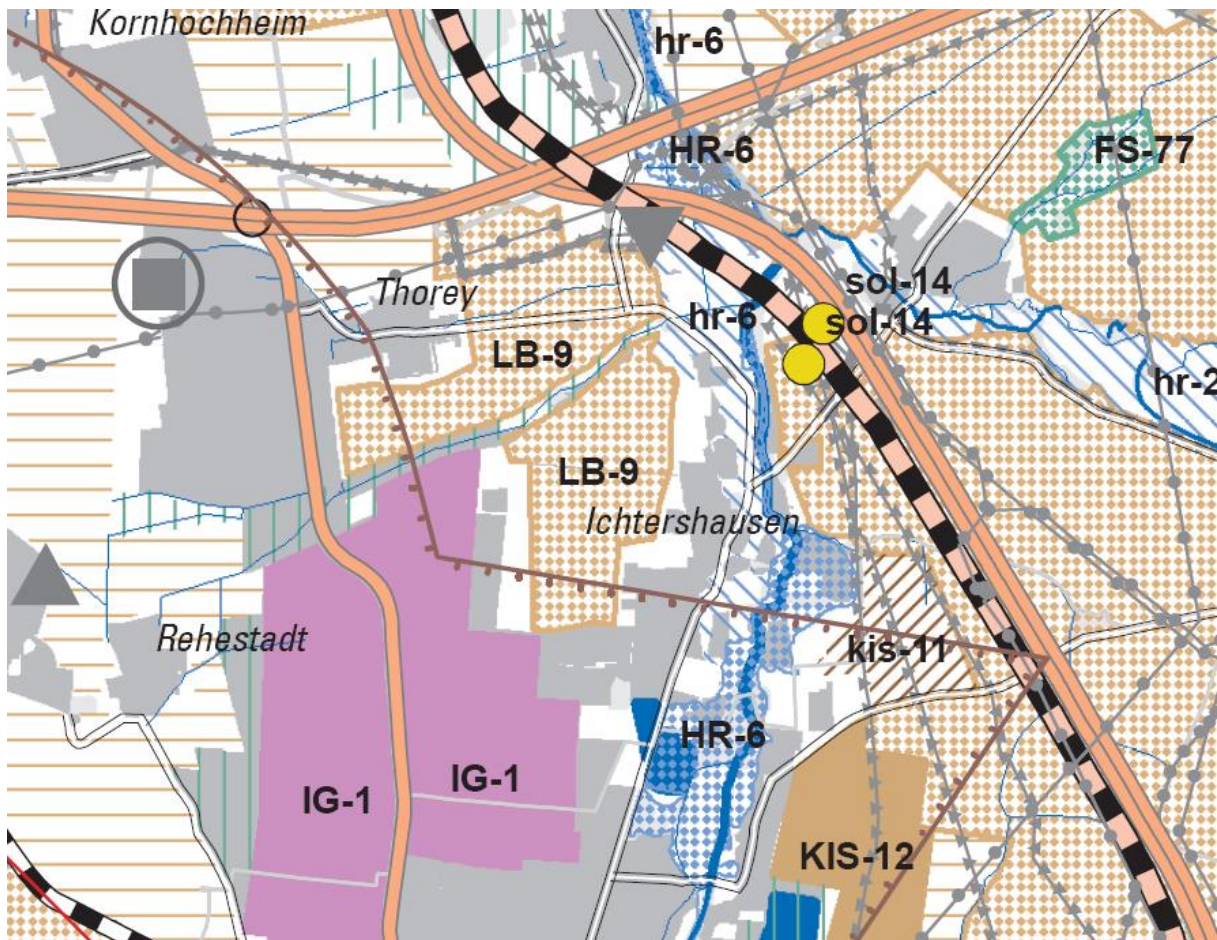 Kornhochheim
hr-6
HR-6
FS-77
sol-14
Thorey
hr-6
sol-14
LB-9
hr-2
LB-9
Ichtershausen
Rehestadt
kis-11
HR-6
IG-1
IG-1
KIS-12